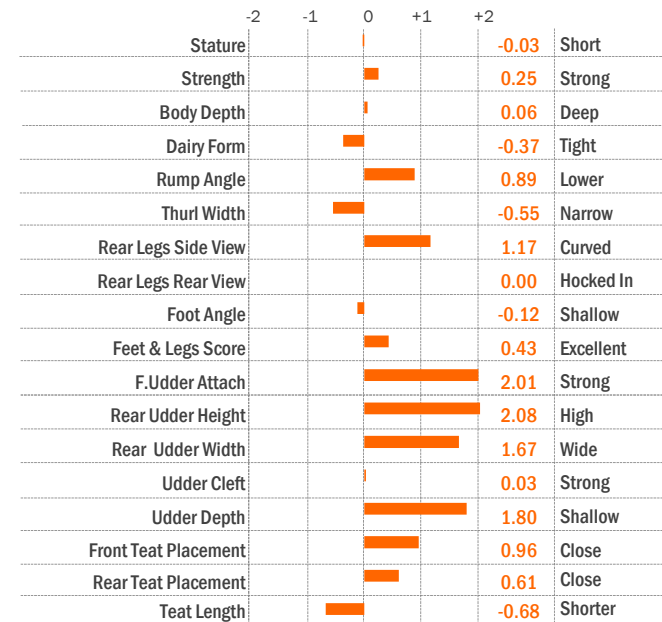 -2 -1 0 +1 +2
Stature -0.03 Short
Strength 0.25 Strong
Body Depth 0.06 Deep
Dairy Form -0.37 Tight
Rump Angle 0.89 Lower
Thurl Width -0.55 Narrow
Rear Legs Side View 1.17 Curved
Rear Legs Rear View 0.00 Hocked In
Foot Angle -0.12 Shallow
Feet & Legs Score 0.43 Excellent
F.Udder Attach 2.01 Strong
Rear Udder Height 2.08 High
Rear Udder Width 1.67 Wide
Udder Cleft 0.03 Strong
Udder Depth 1.80 Shallow
Front Teat Placement 0.96 Close
Rear Teat Placement 0.61 Close
Teat Length -0.68 Shorter